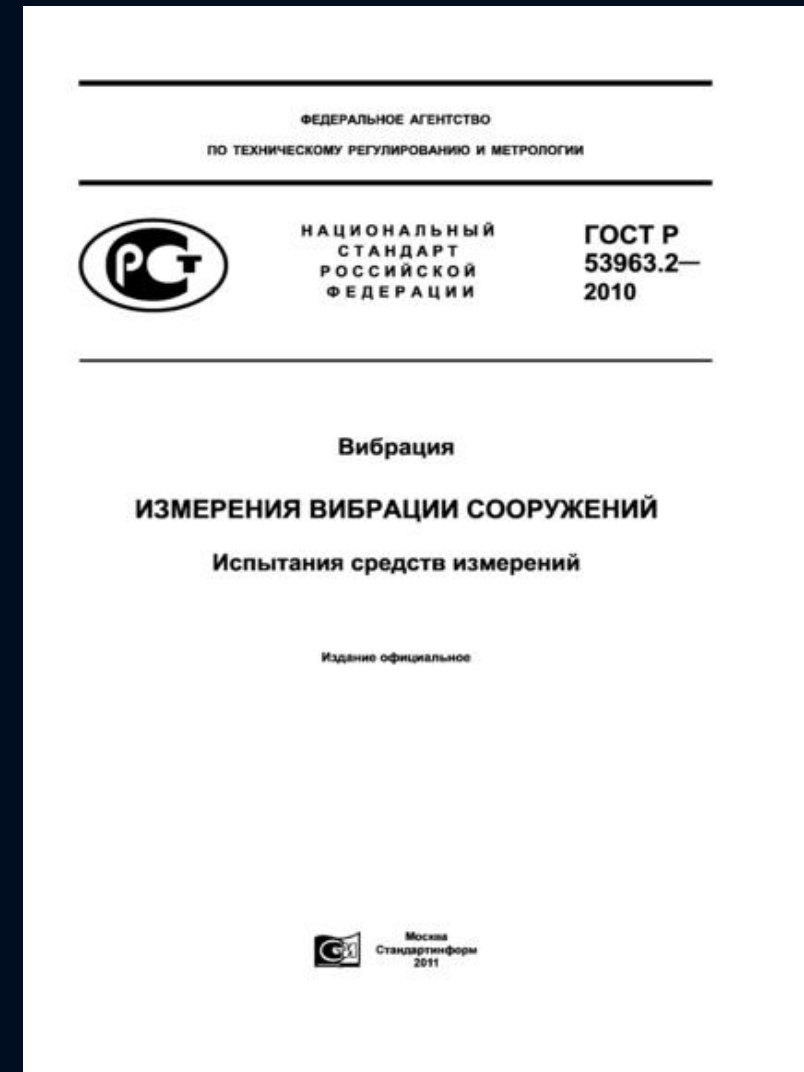 ФЕДЕРАЛЬНОЕ АГЕНТСТВО
ПО ТЕХНИЧЕСКОМУ РЕГУЛИРОВАНИЮ И МЕТРОЛОГИИ
РСТ
НАЦИОНАЛЬНЫЙ
СТАНДАРТ
РОССИЙСКОЙ
ФЕДЕРАЦИИ
ГОСТ Р
53963.2—
2010
Вибрация
ИЗМЕРЕНИЯ ВИБРАЦИИ СООРУЖЕНИЙ
Испытания средств измерений
Издание официальное
Москва
Стандартинформ
2011